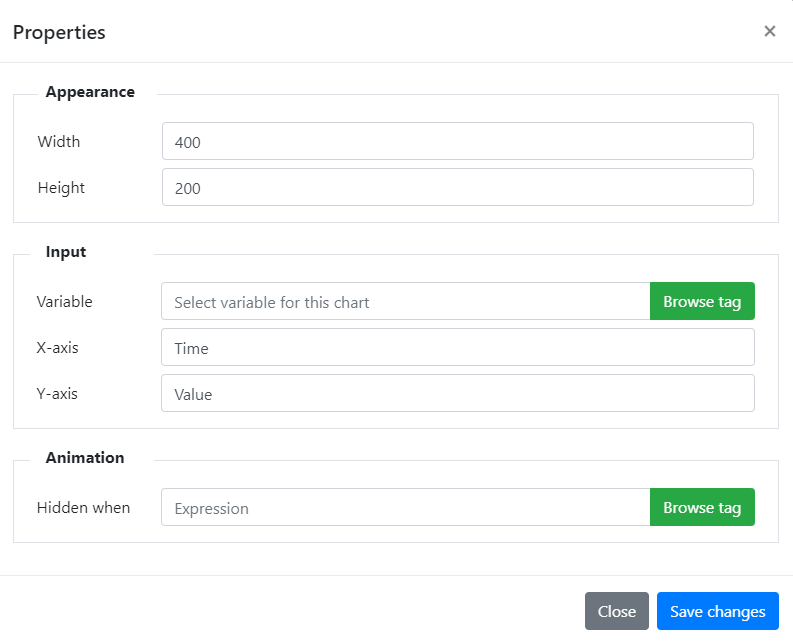 Properties ×
Appearance
Width 400
Height 200
Input
Variable Select variable for this chart Browse tag
X-axis Time
Y-axis Value
Animation
Hidden when Expression Browse tag
Close Save changes